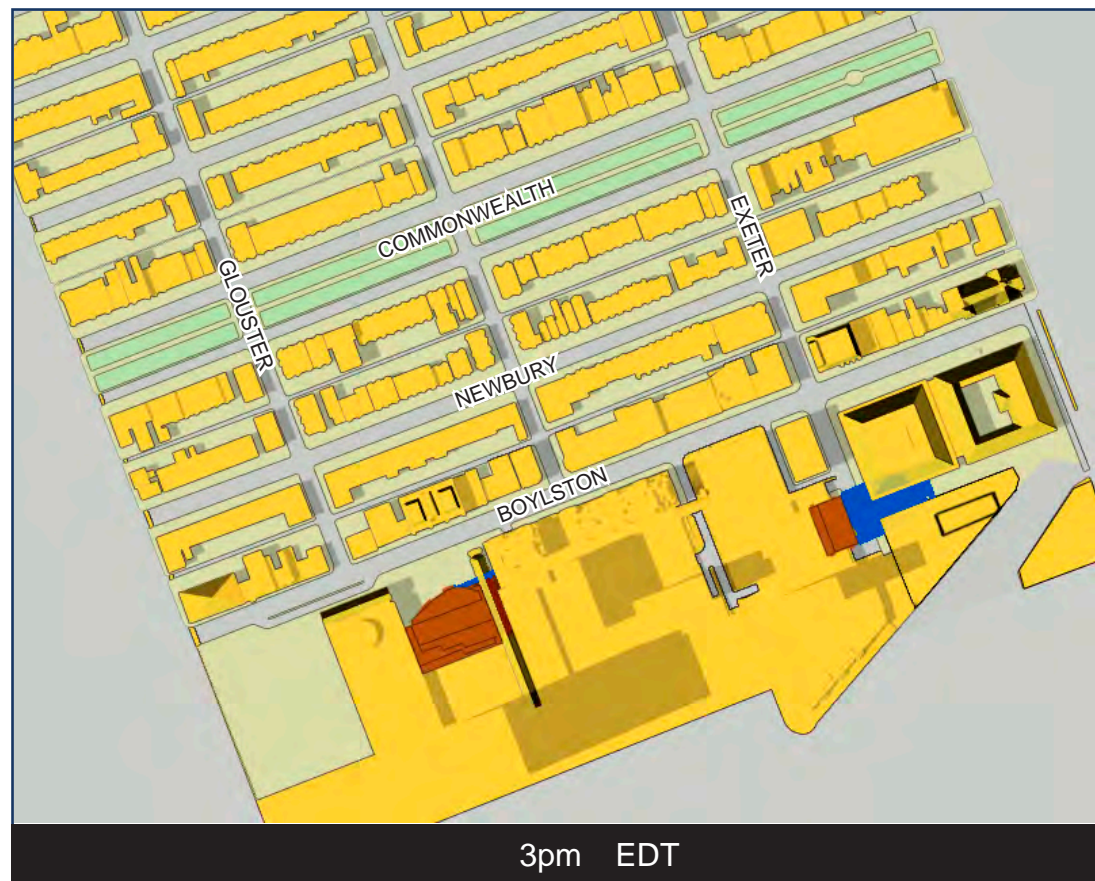 COMMONWEALTH
EXETER
GLOUSTER
NEWBURY
BOYLSTON
3pm EDT